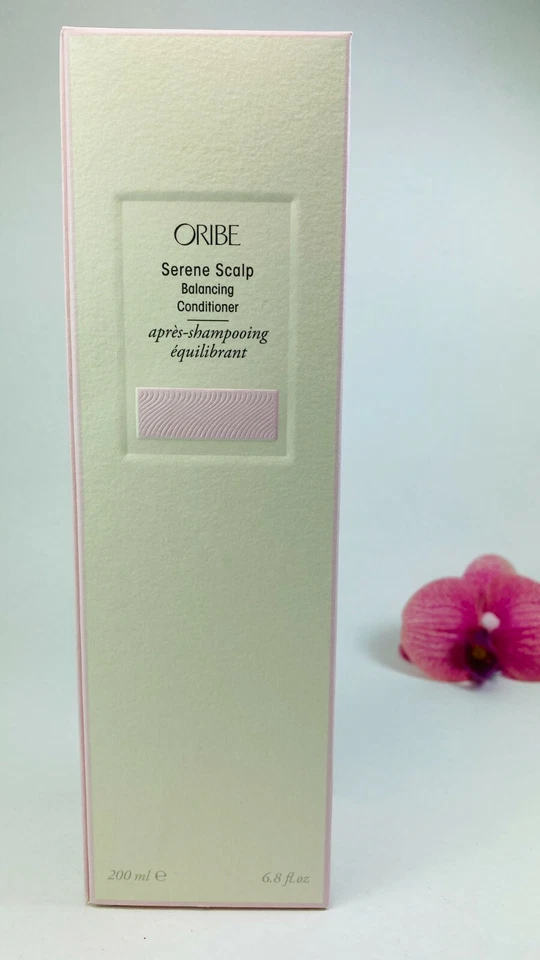 ORIBE
Serene Scalp
Balancing
Conditioner
après-shampooing
équilibrant
200 ml ℮ 6.8 fl.oz